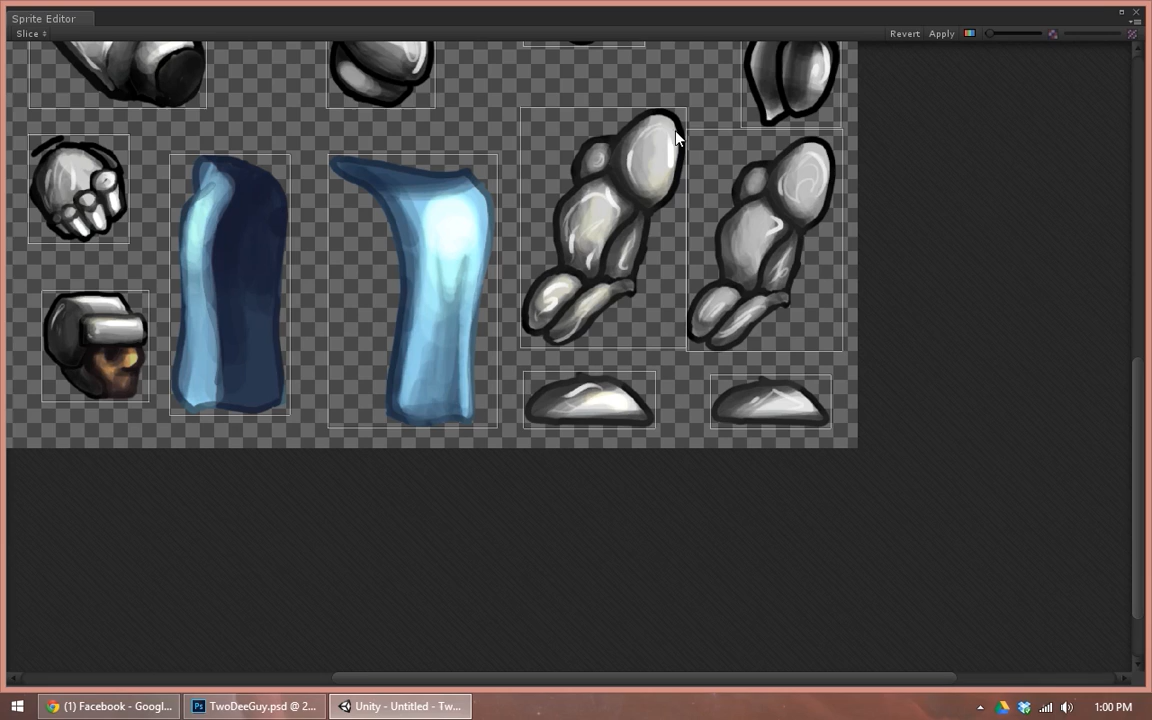 Sprite Editor
Slice
Revert Apply
(1) Facebook - Googl...
TwoDeeGuy.psd @ 2...
Unity - Untitled - Tw...
1:00 PM